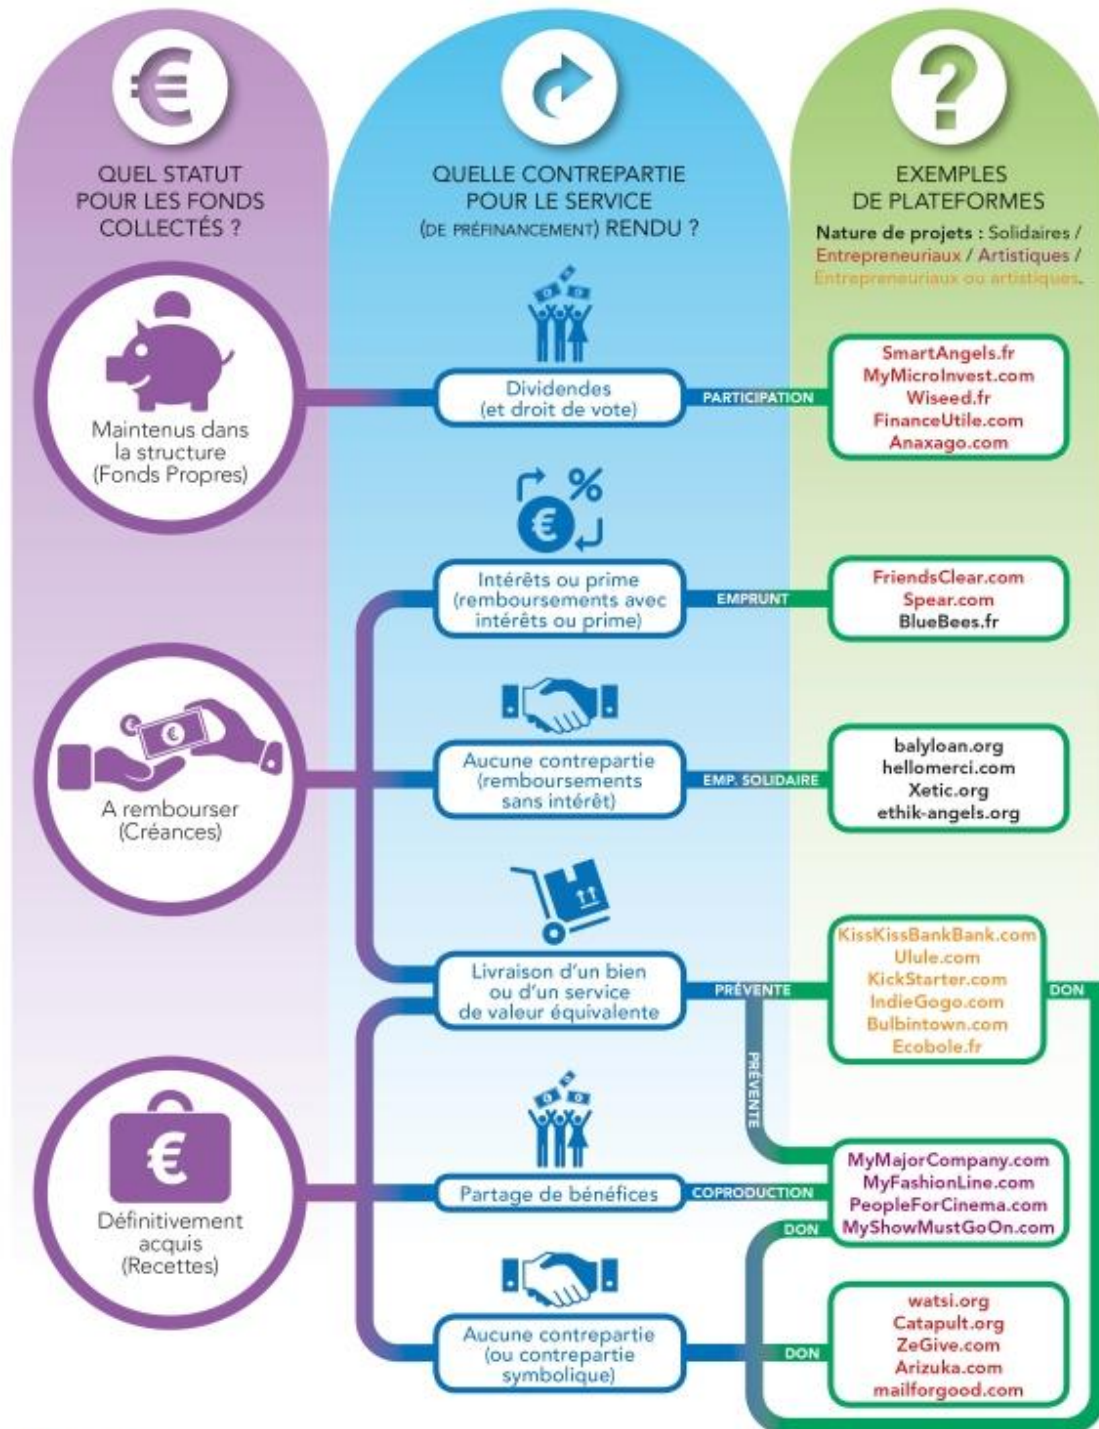 QUEL STATUT
POUR LES FONDS
COLLECTÉS ?
QUELLE CONTREPARTIE
POUR LE SERVICE
(DE PRÉFINANCEMENT) RENDU ?
EXEMPLES
DE PLATEFORMES
Nature de projets : Solidaires /
Entrepreneuriaux / Artistiques /
Entrepreneuriaux ou artistiques.
Maintenus dans
la structure
(Fonds Propres)
Dividendes
(et droit de vote)
PARTICIPATION
SmartAngels.fr
MyMicroInvest.com
Wiseed.fr
FinanceUtile.com
Anaxago.com
%
€
Intérêts ou prime
(remboursements avec
intérêts ou prime)
EMPRUNT
FriendsClear.com
Spear.com
BlueBees.fr
A rembourser
(Créances)
Aucune contrepartie
(remboursements
sans intérêt)
EMP. SOLIDAIRE
balyloan.org
hellomerci.com
Xetic.org
ethik-angels.org
Livraison d'un bien
ou d'un service
de valeur équivalente
PRÉVENTE
PRÉVENTE
KissKissBankBank.com
Ulule.com
KickStarter.com
IndieGogo.com
Bulbintown.com
Ecobole.fr
DON
€
Définitivement
acquis
(Recettes)
Partage de bénéfices
COPRODUCTION
DON
MyMajorCompany.com
MyFashionLine.com
PeopleForCinema.com
MyShowMustGoOn.com
Aucune contrepartie
(ou contrepartie
symbolique)
DON
watsi.org
Catapult.org
ZeGive.com
Arizuka.com
mailforgood.com